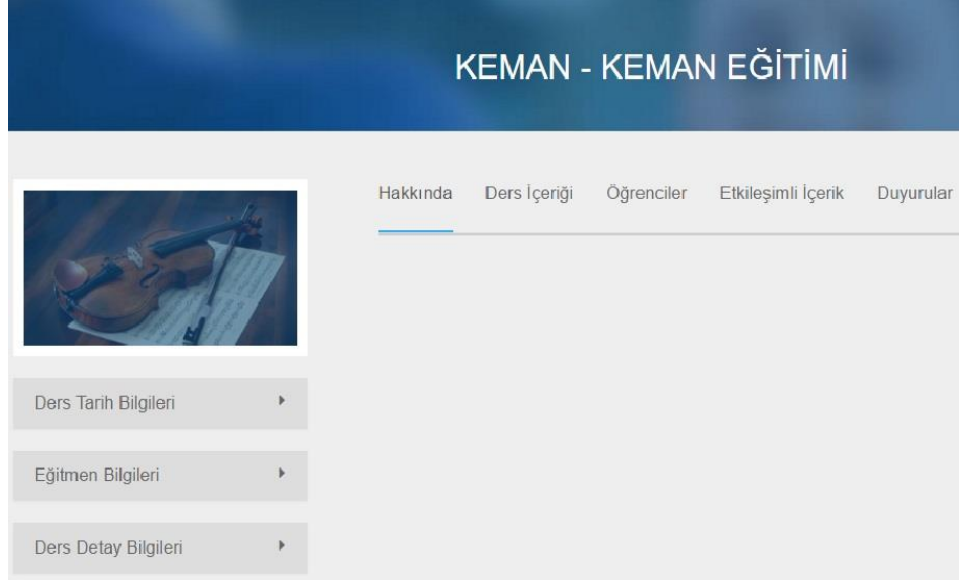 KEMAN - KEMAN EĞİTİMİ
Hakkında Ders İçeriği Öğrenciler Etkileşimli İçerik Duyurular
Ders Tarih Bilgileri
Eğitmen Bilgileri
Ders Detay Bilgileri